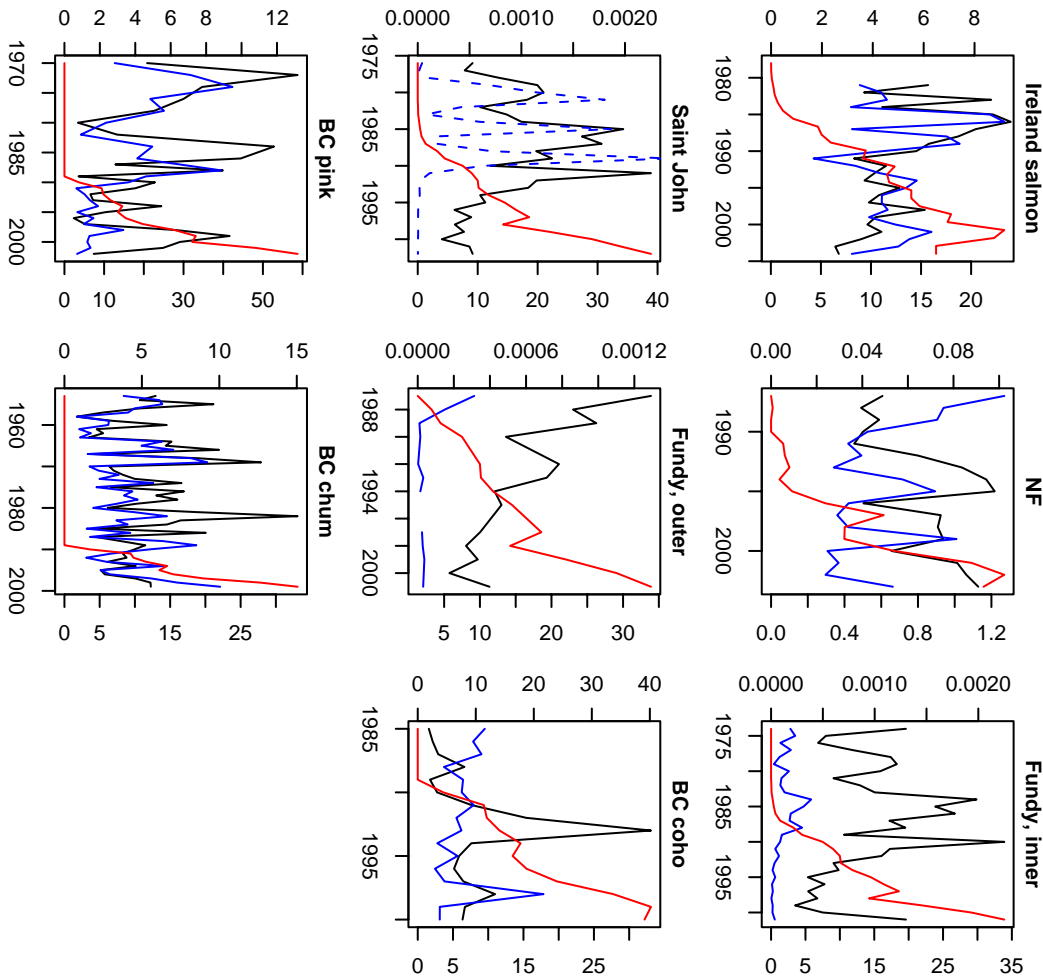 0 4 8 12
1970 1985 2000
BC pink
0 10 30 50
0.0000 0.0010 0.0020
1975 1985 1995
Saint John
0 10 20 30 40
0 2 4 6 8
1980 1990 2000
Ireland salmon
0 5 10 15 20
0 5 10 15
1960 1980 2000
BC chum
0 5 15 25
0.0000 0.0006 0.0012
1988 1994 2000
Fundy, outer
5 10 20 30
0.00 0.04 0.08
1990 2000
NF
0.0 0.4 0.8 1.2
0 10 20 30 40
1985 1995
BC coho
0 5 15 25
0.0000 0.0010 0.0020
1975 1985 1995
Fundy, inner
0 5 15 25 35